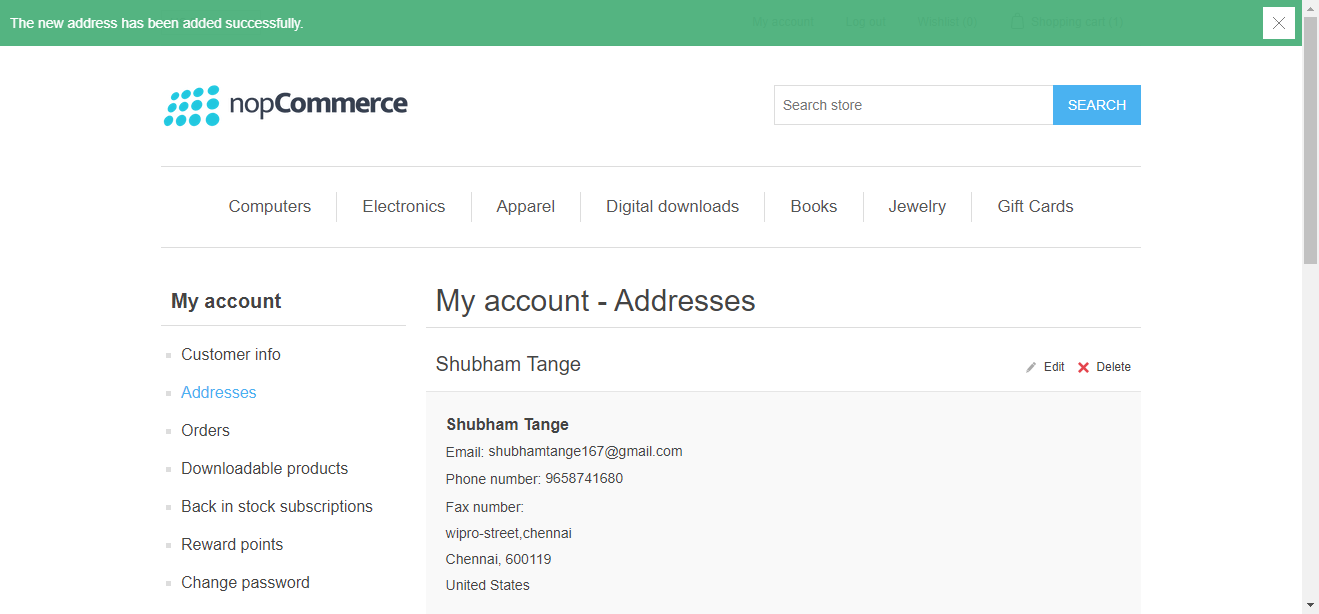 The new address has been added successfully.
My account Log out Wishlist (0) Shopping cart (1)
nopCommerce
Search store SEARCH
Computers Electronics Apparel Digital downloads Books Jewelry Gift Cards
My account
Customer info
Addresses
Orders
Downloadable products
Back in stock subscriptions
Reward points
Change password
My account - Addresses
Shubham Tange Edit Delete
Shubham Tange
Email: shubhamtange167@gmail.com
Phone number: 9658741680
Fax number:
wipro-street,chennai
Chennai, 600119
United States